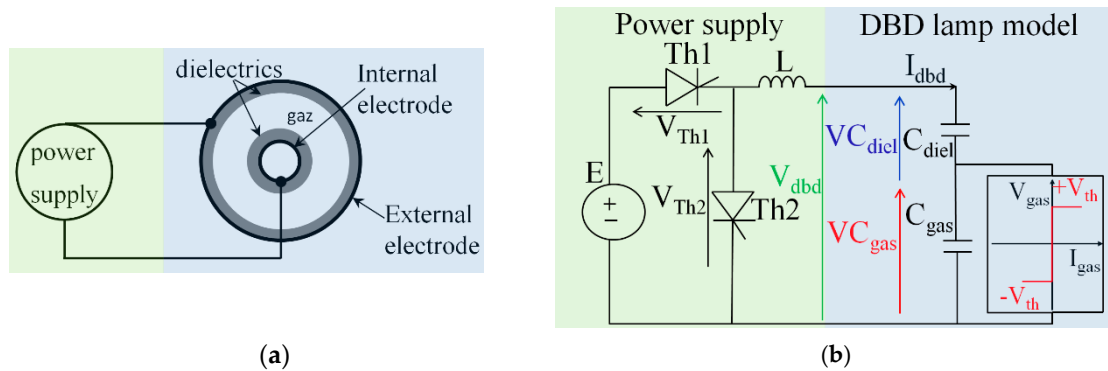 dielectrics
Internal
electrode
gaz
power
supply
External
electrode
(a)
Power supply
DBD lamp model
Th1
L
I_dbd
V_Th1
VC_diel
C_diel
E
V_dbd
V_Th2
Th2
VC_gas
C_gas
V_gas
+V_th
I_gas
-V_th
(b)